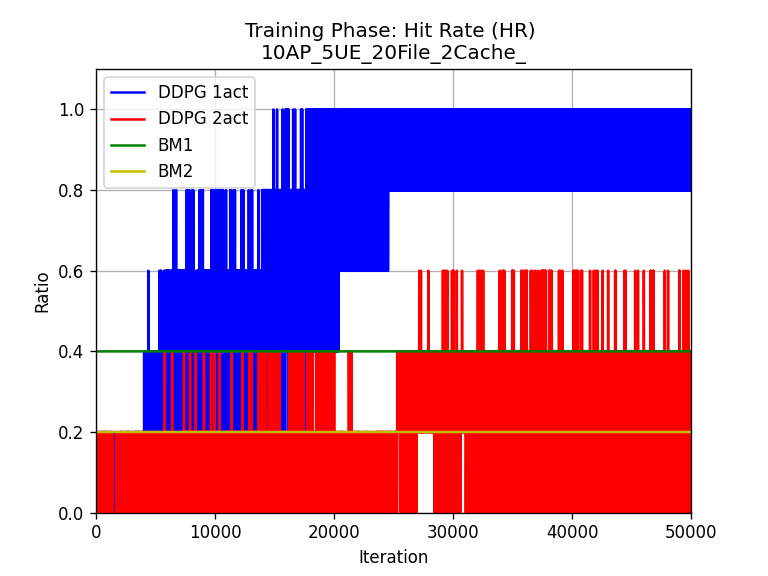 Training Phase: Hit Rate (HR)
10AP_5UE_20File_2Cache_
DDPG 1act
DDPG 2act
BM1
BM2
1.0
0.8
0.6
0.4
0.2
0.0
Ratio
0
10000
20000
30000
40000
50000
Iteration